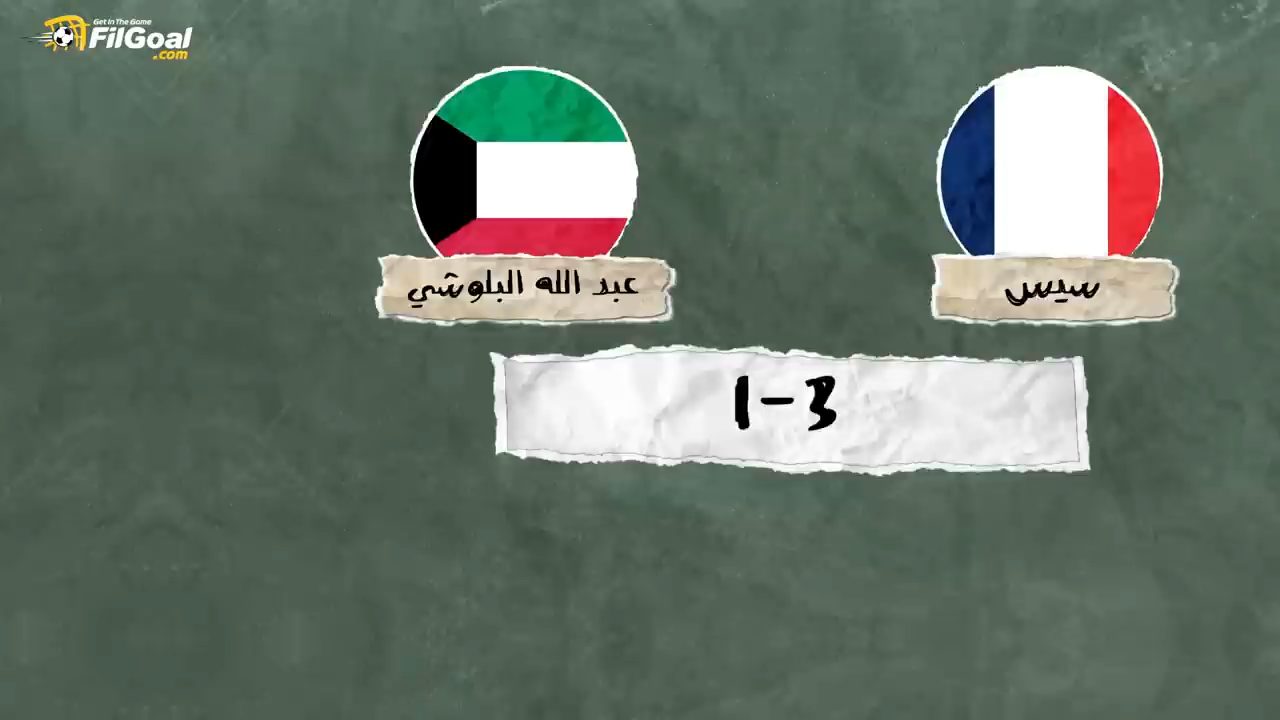 Get In The Game
FilGoal
.com
سيس
عبد الله البلوشي
1-3